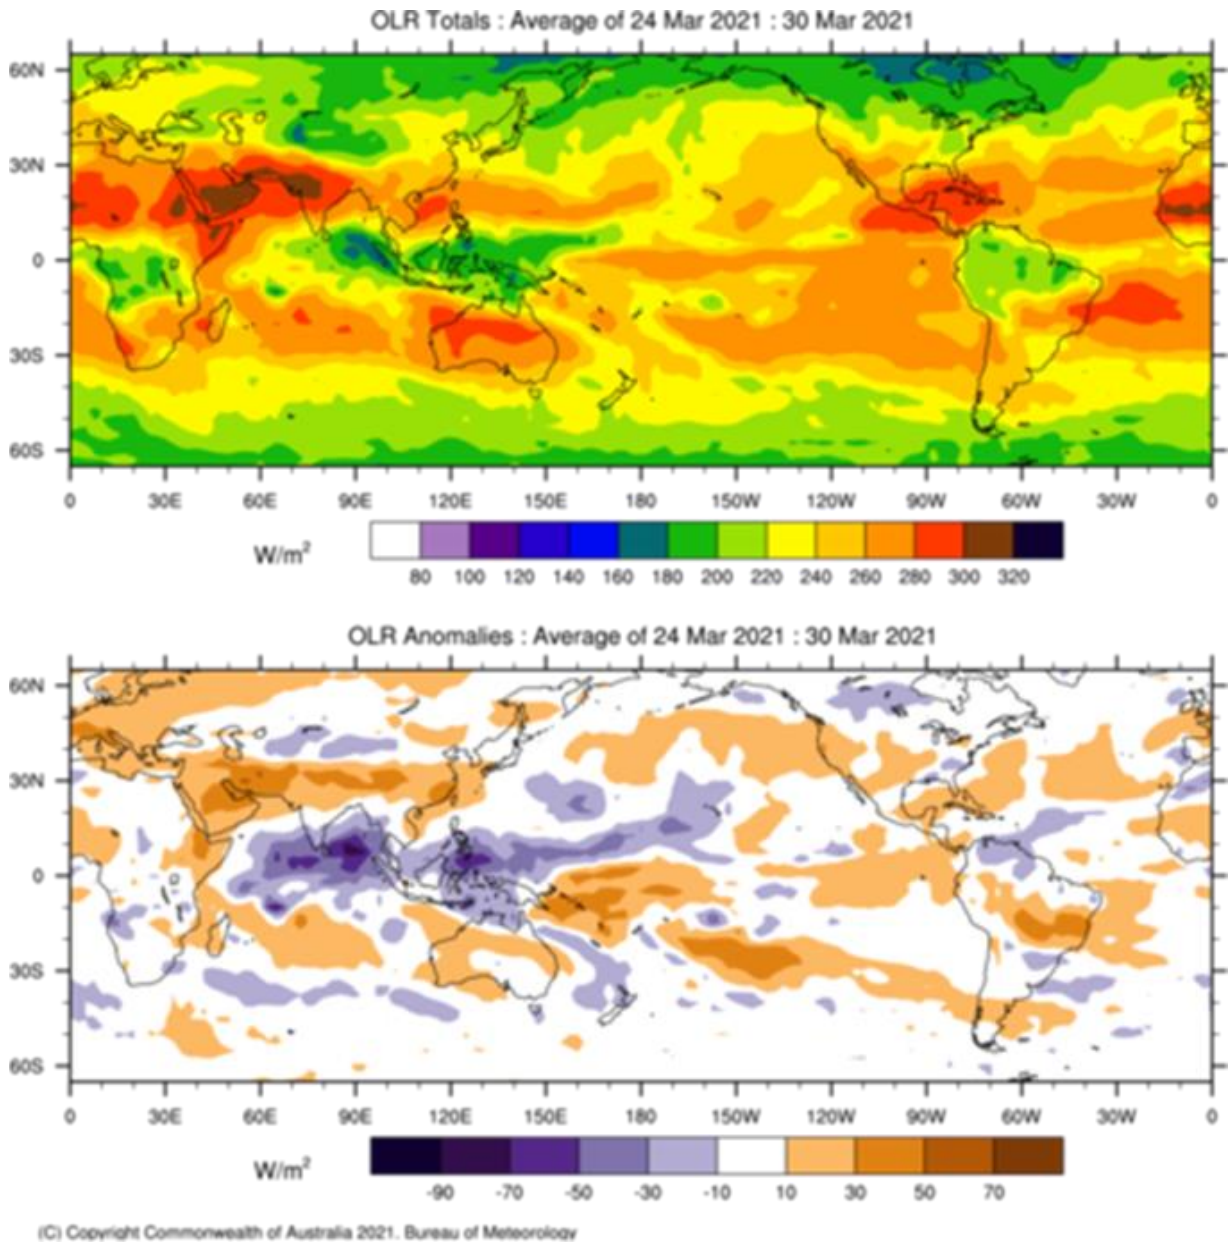 OLR Totals : Average of 24 Mar 2021 : 30 Mar 2021
60N
30N
0
30S
60S
0 30E 60E 90E 120E 150E 180 150W 120W 90W 60W 30W 0
W/m2
80 100 120 140 160 180 200 220 240 260 280 300 320
OLR Anomalies : Average of 24 Mar 2021 : 30 Mar 2021
60N
30N
0
30S
60S
0 30E 60E 90E 120E 150E 180 150W 120W 90W 60W 30W 0
W/m2
-90 -70 -50 -30 -10 10 30 50 70
(C) Copyright Commonwealth of Australia 2021. Bureau of Meteorology